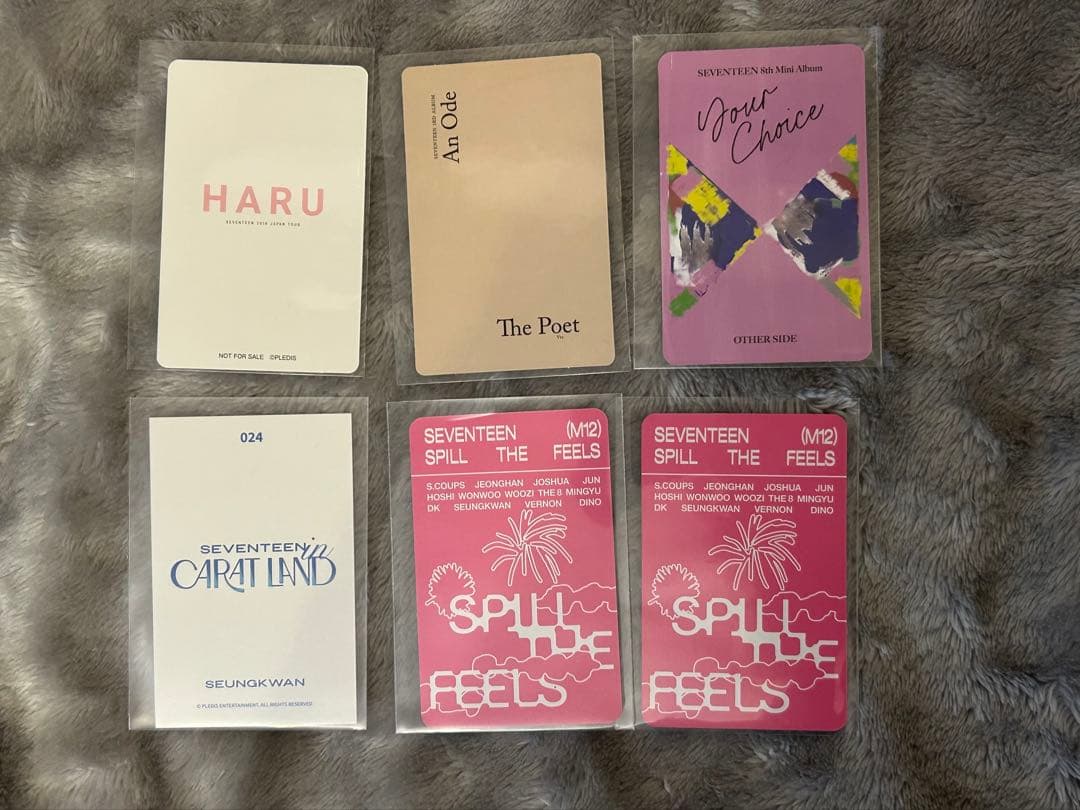 HARU
SEVENTEEN 2019 JAPAN TOUR
NOT FOR SALE ©PLEDIS
SEVENTEEN 3RD ALBUM
An Ode
The Poet
Ver.
SEVENTEEN 8th Mini Album
Your
Choice
OTHER SIDE
024
SEVENTEEN in
CARAT LAND
SEUNGKWAN
© PLEDIS ENTERTAINMENT. ALL RIGHTS RESERVED
SEVENTEEN (M12)
SPILL THE FEELS
S.COUPS JEONGHAN JOSHUA JUN
HOSHI WONWOO WOOZI THE 8 MINGYU
DK SEUNGKWAN VERNON DINO
SPILL
THE
FEELS
SEVENTEEN (M12)
SPILL THE FEELS
S.COUPS JEONGHAN JOSHUA JUN
HOSHI WONWOO WOOZI THE 8 MINGYU
DK SEUNGKWAN VERNON DINO
SPILL
THE
FEELS